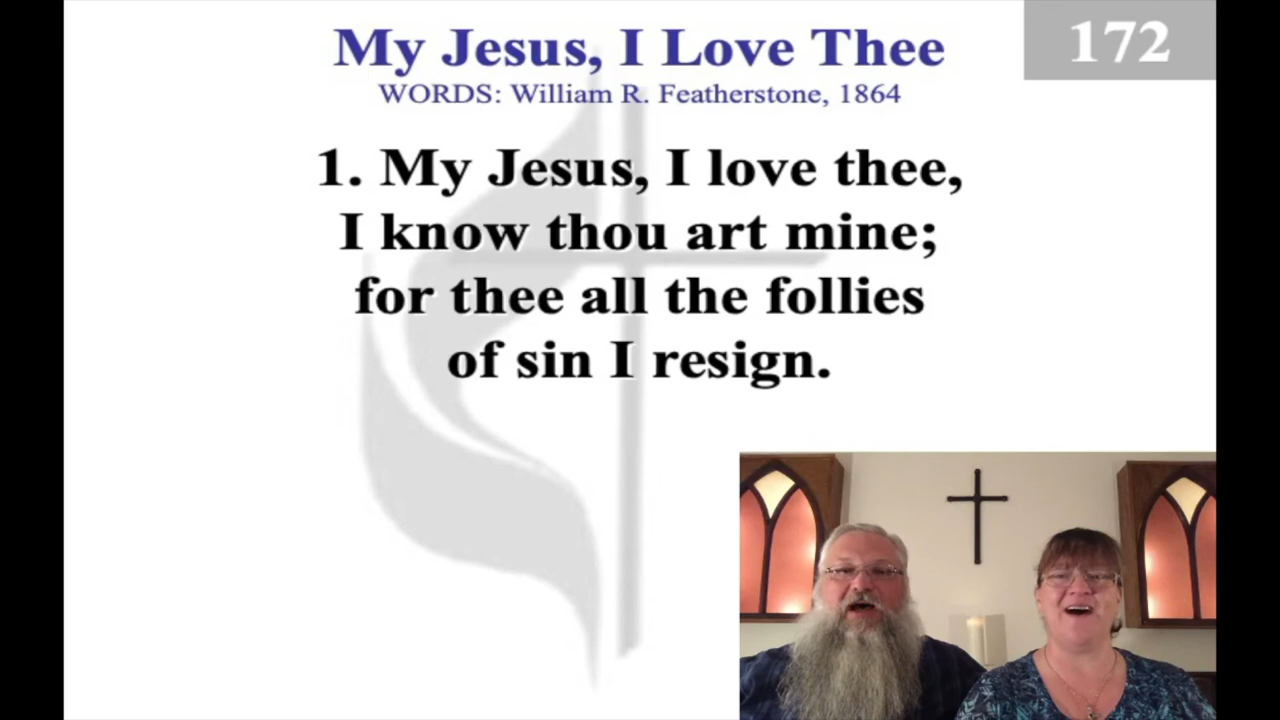 My Jesus, I Love Thee
172
WORDS: William R. Featherstone, 1864
1. My Jesus, I love thee,
I know thou art mine;
for thee all the follies
of sin I resign.